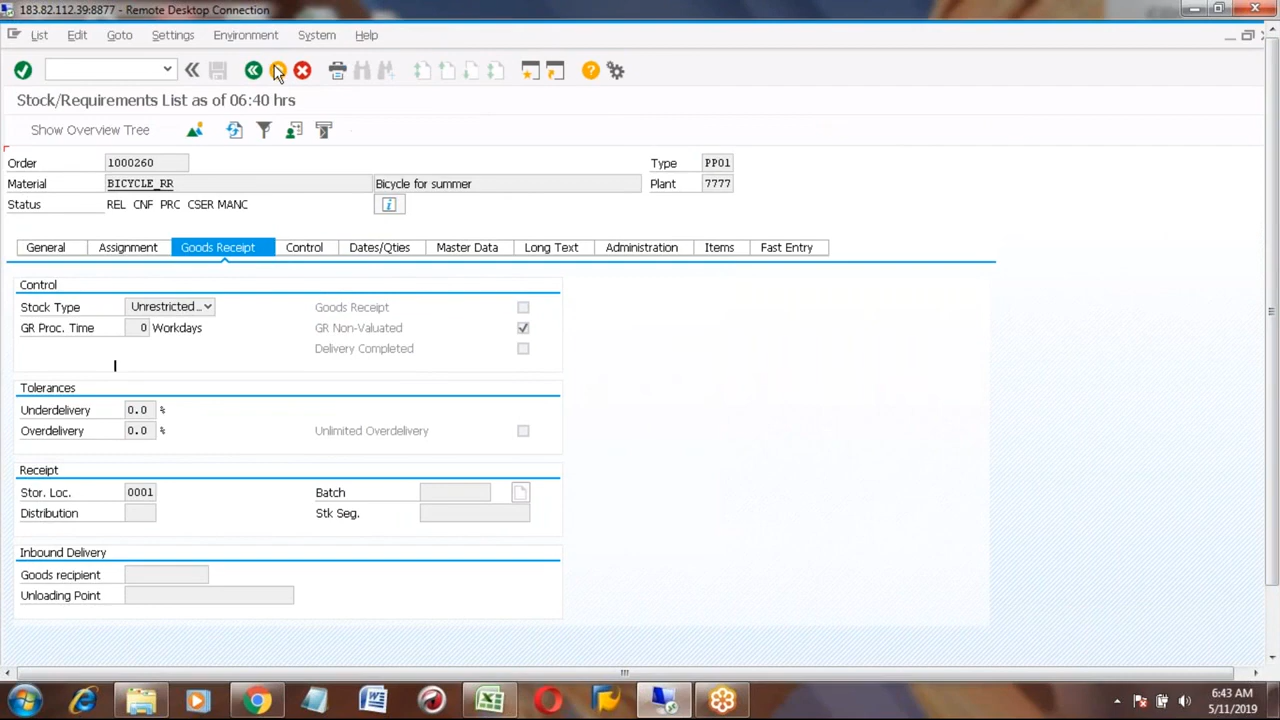 183.82.112.39:8877 - Remote Desktop Connection
List Edit Goto Settings Environment System Help
Stock/Requirements List as of 06:40 hrs
Show Overview Tree
Order 1000260 Type PP01
Material BICYCLE_RR Bicycle for summer Plant 7777
Status REL CNF PRC CSER MANC
General Assignment Goods Receipt Control Dates/Qties Master Data Long Text Administration Items Fast Entry
Control
Stock Type Unrestricted... Goods Receipt
GR Proc. Time 0 Workdays GR Non-Valuated
Delivery Completed
Tolerances
Underdelivery 0.0 %
Overdelivery 0.0 % Unlimited Overdelivery
Receipt
Stor. Loc. 0001 Batch
Distribution Stk Seg.
Inbound Delivery
Goods recipient
Unloading Point
6:43 AM
5/11/2019